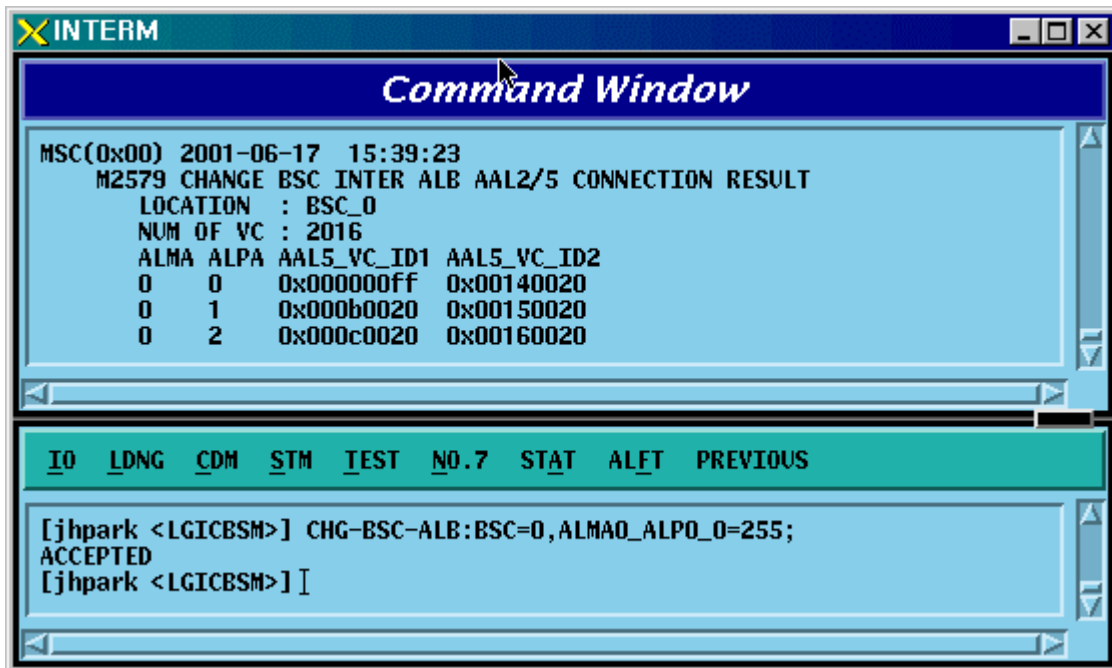 INTERM
Command Window
MSC(0x00) 2001-06-17 15:39:23
M2579 CHANGE BSC INTER ALB AAL2/5 CONNECTION RESULT
LOCATION : BSC_0
NUM OF VC : 2016
ALMA ALPA AAL5_VC_ID1 AAL5_VC_ID2
0 0 0x000000ff 0x00140020
0 1 0x000b0020 0x00150020
0 2 0x000c0020 0x00160020
IO LDNG CDM STM TEST NO.7 STAT ALFT PREVIOUS
[jhpark <LGICBSM>] CHG-BSC-ALB:BSC=0,ALMA0_ALP0_0=255;
ACCEPTED
[jhpark <LGICBSM>]